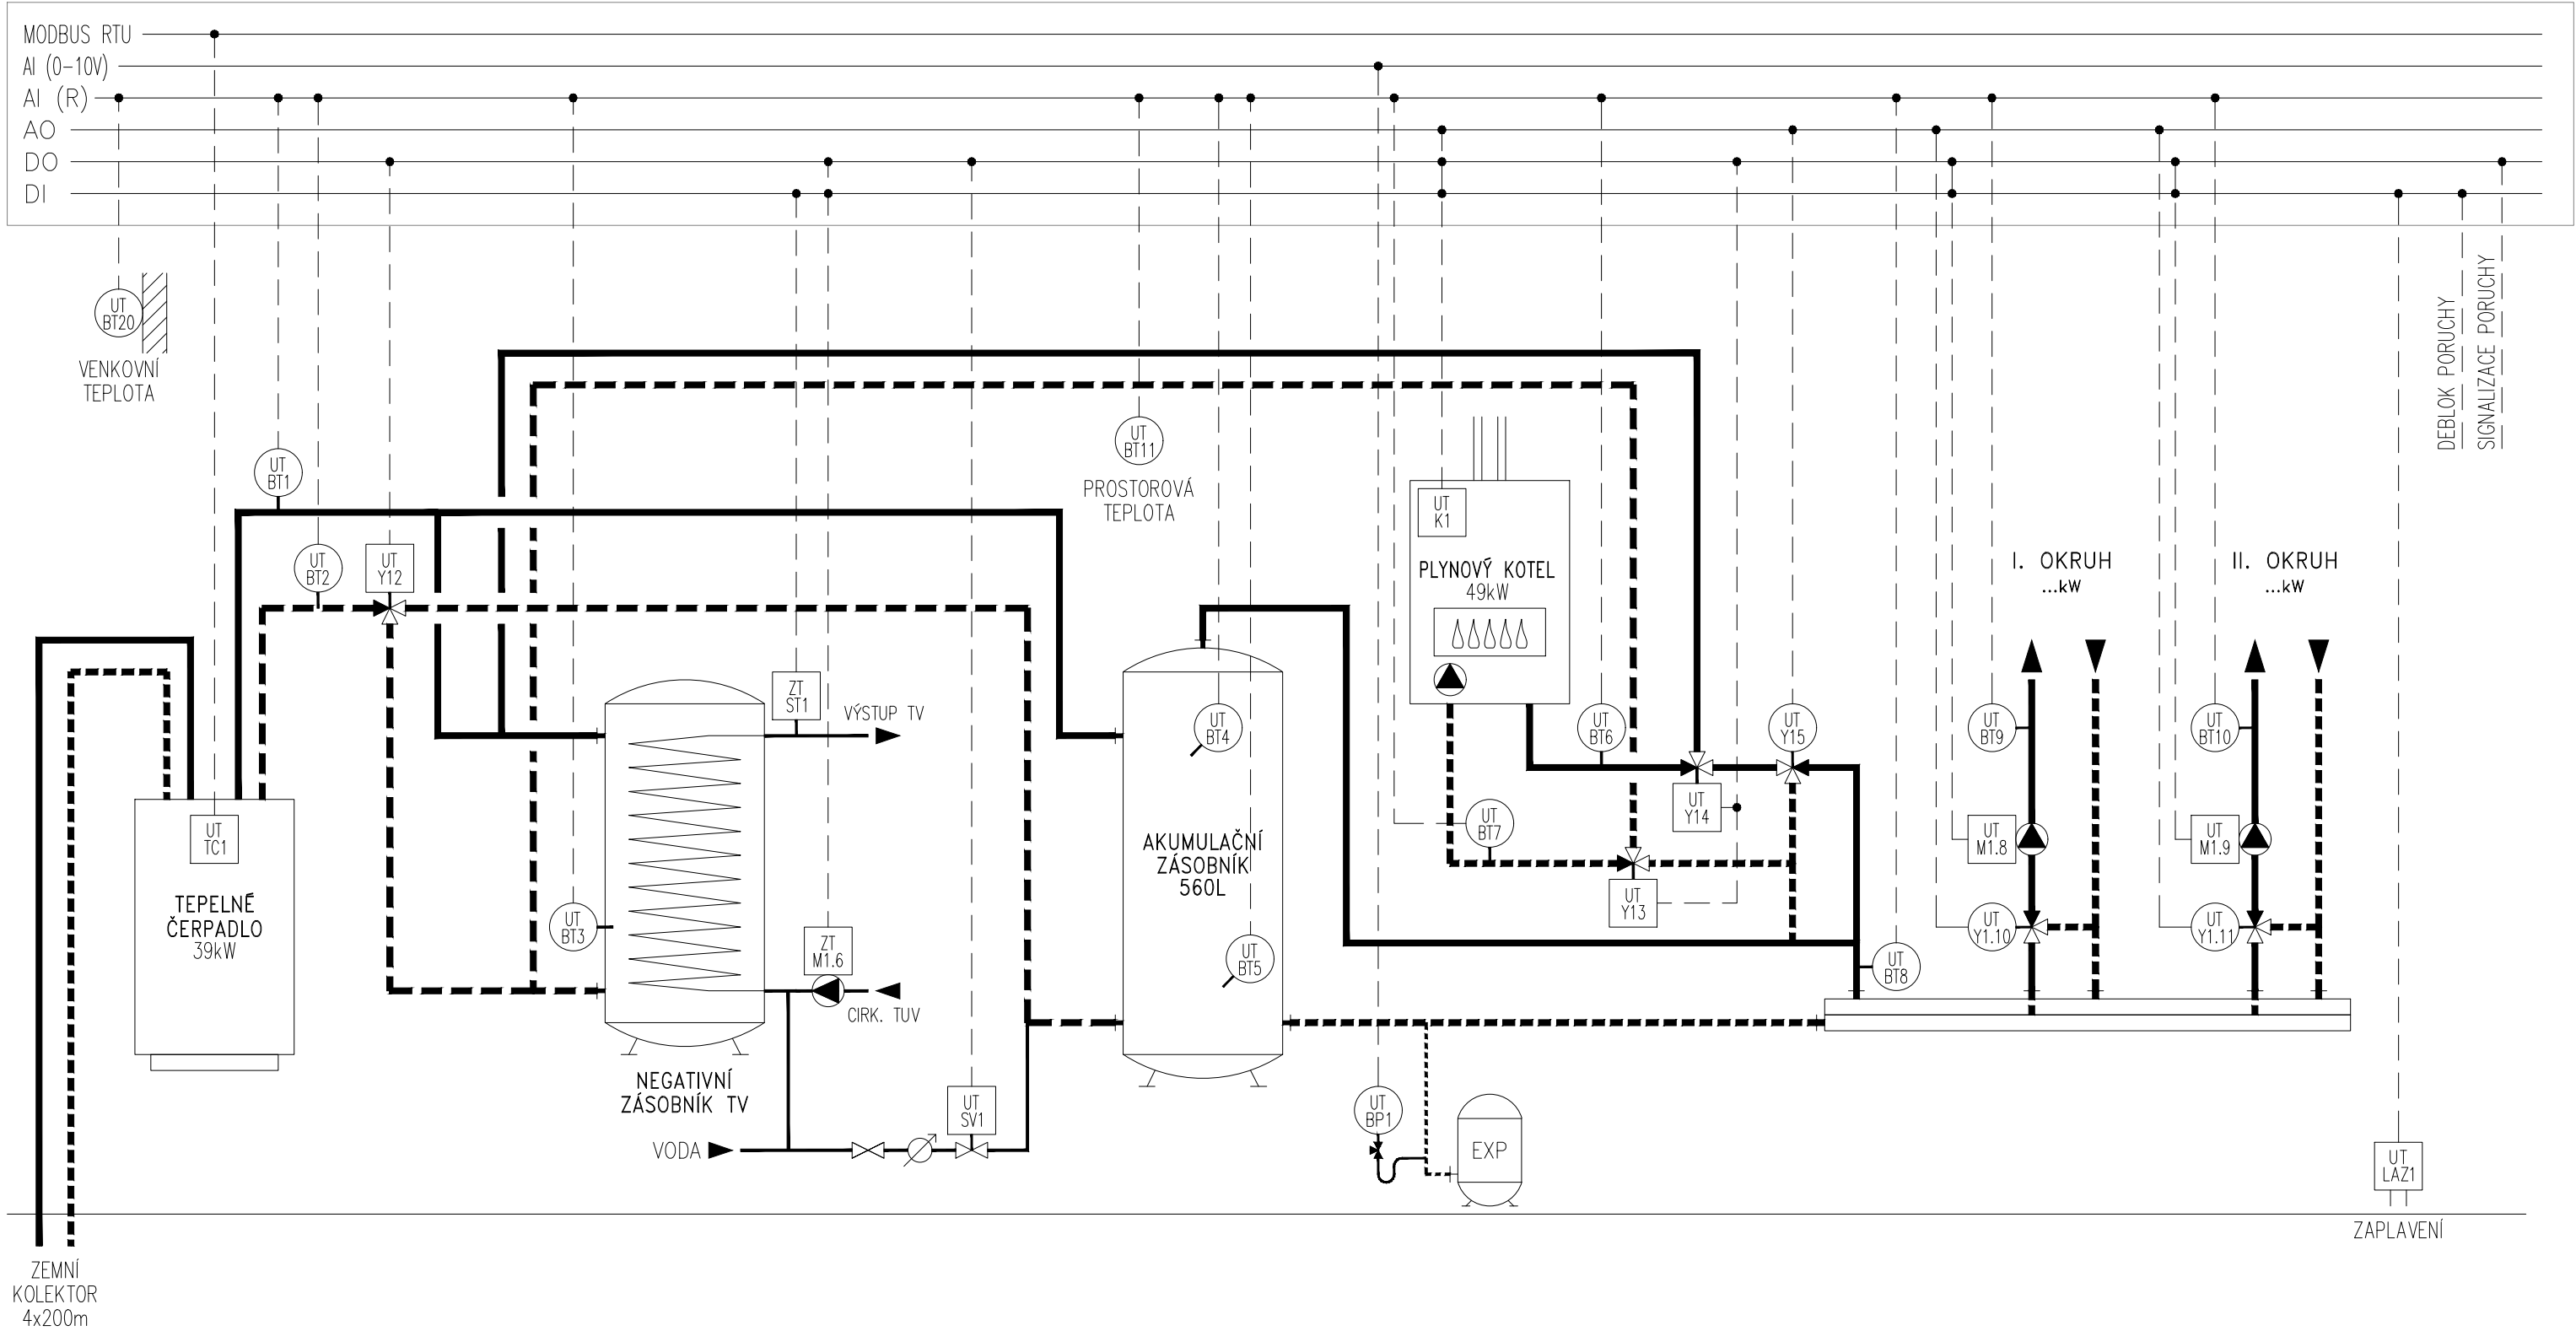 MODBUS RTU
AI (0-10V)
AI (R)
AO
DO
DI
UT
BT20
VENKOVNÍ
TEPLOTA
UT
BT1
UT
BT2
UT
Y12
UT
BT11
PROSTOROVÁ
TEPLOTA
UT
K1
PLYNOVÝ KOTEL
49kW
I. OKRUH
...kW
II. OKRUH
...kW
DEBLOK PORUCHY
SIGNALIZACE PORUCHY
ZT
ST1
VÝSTUP TV
UT
BT4
UT
BT6
UT
Y15
UT
BT9
UT
BT10
UT
TC1
TEPELNÉ
ČERPADLO
39kW
UT
BT3
ZT
M1.6
CIRK. TUV
AKUMULAČNÍ
ZÁSOBNÍK
560L
UT
BT5
UT
BT7
UT
Y14
UT
Y13
UT
M1.8
UT
M1.9
UT
Y1.10
UT
Y1.11
UT
BT8
NEGATIVNÍ
ZÁSOBNÍK TV
UT
SV1
VODA
UT
BP1
EXP
UT
LAZ1
ZAPLAVENÍ
ZEMNÍ
KOLEKTOR
4x200m